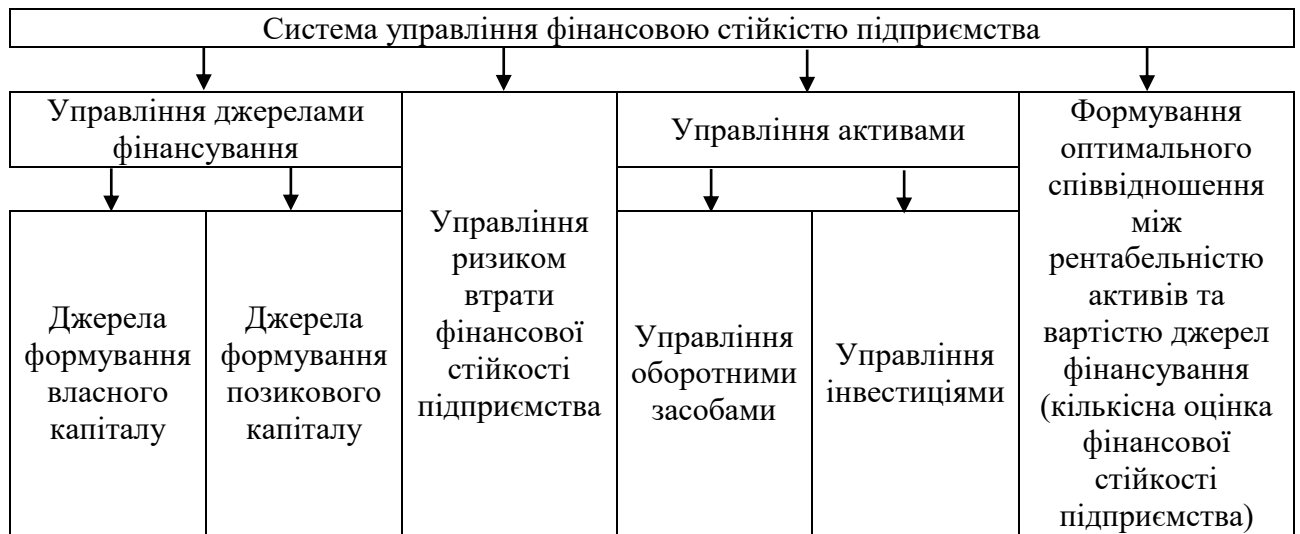 Система управління фінансовою стійкістю підприємства
Управління джерелами
фінансування
Джерела
формування
власного
капіталу
Джерела
формування
позикового
капіталу
Управління
ризиком
втрати
фінансової
стійкості
підприємства
Управління активами
Управління
оборотними
засобами
Управління
інвестиціями
Формування
оптимального
співвідношення
між
рентабельністю
активів та
вартістю джерел
фінансування
(кількісна оцінка
фінансової
стійкості
підприємства)